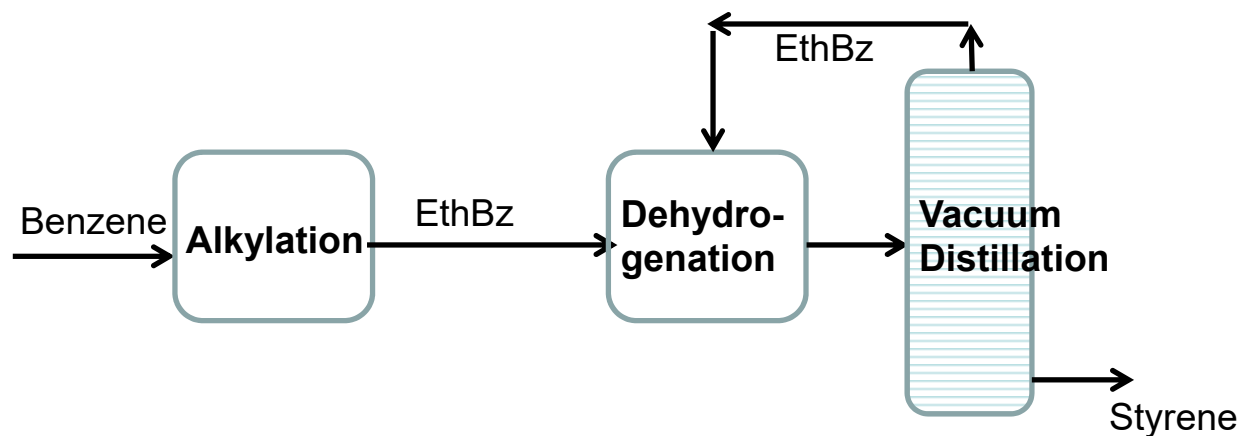 EthBz
Benzene
Alkylation
EthBz
Dehydro-
genation
Vacuum
Distillation
Styrene